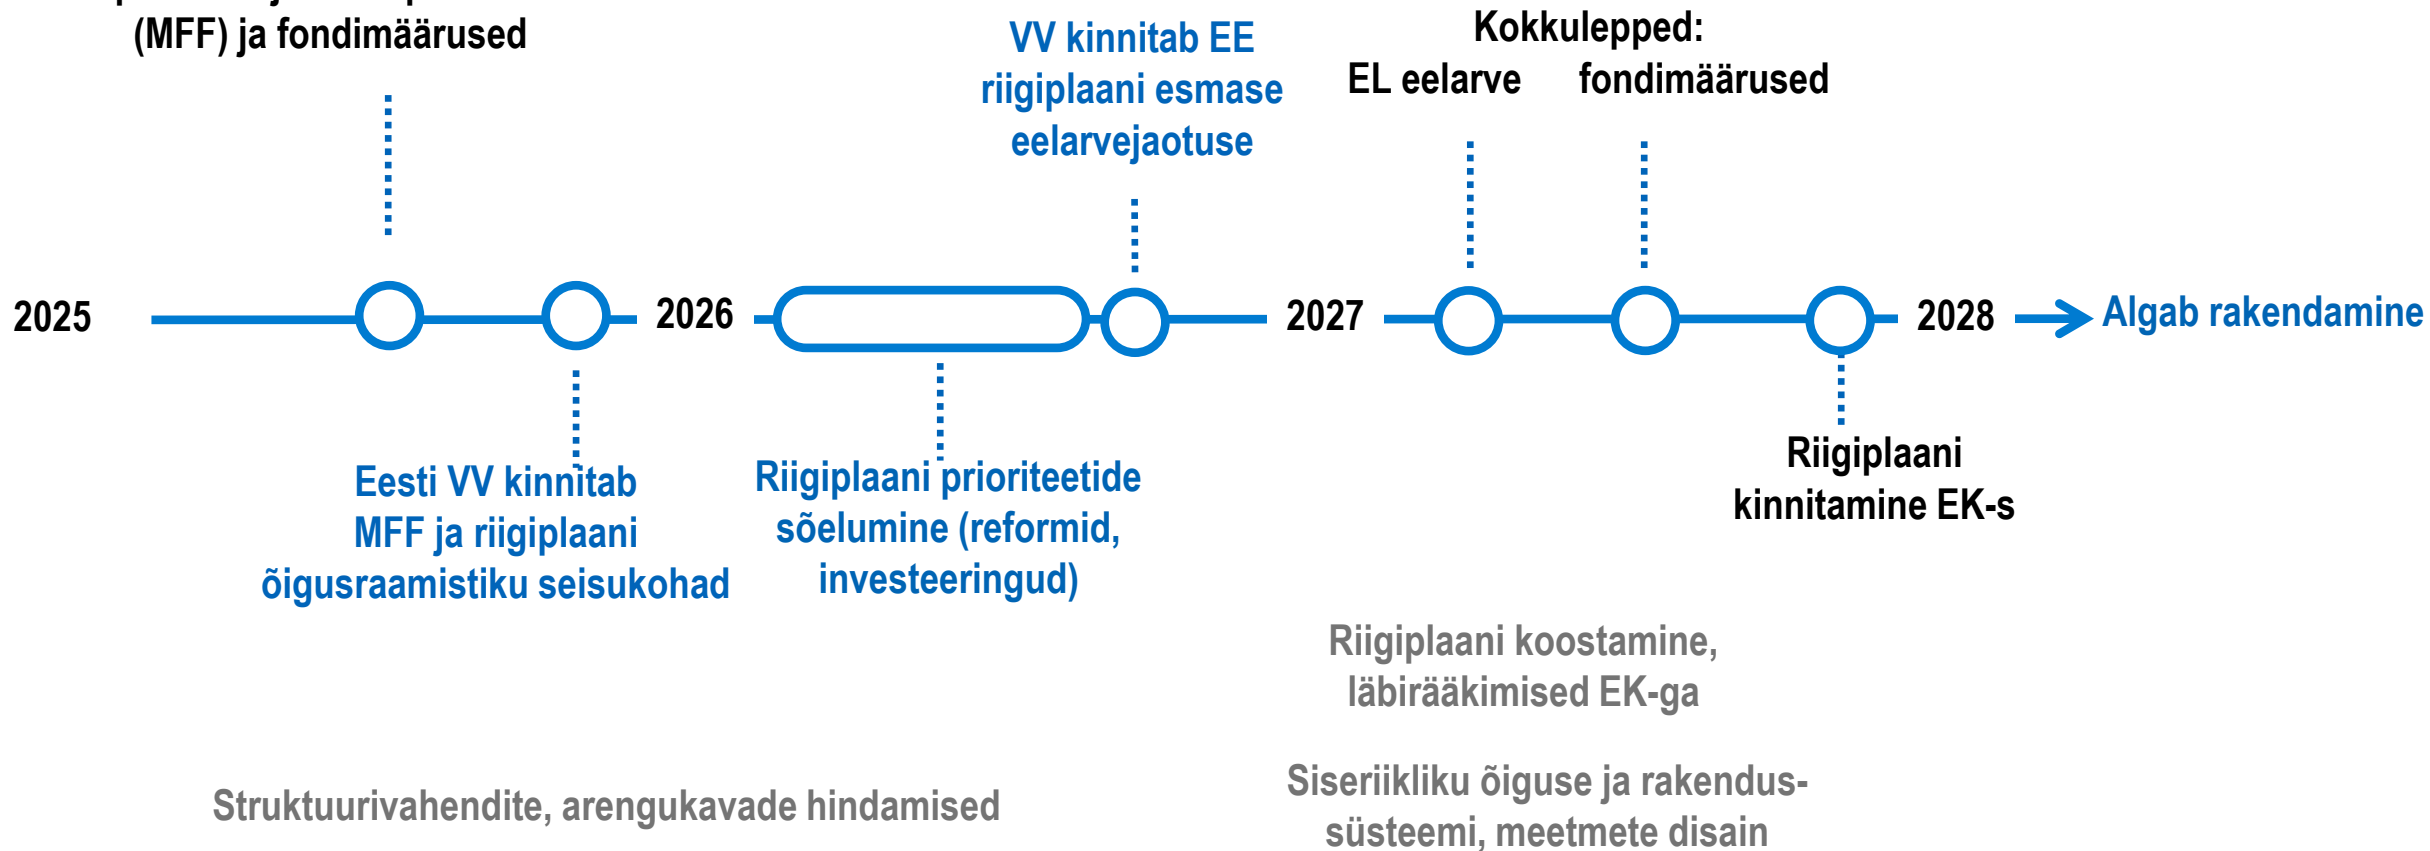 (MFF) ja fondimäärused
VV kinnitab EE
riigiplaani esmase
eelarvejaotuse
Kokkulepped:
EL eelarve fondimäärused
2025
2026
2027
2028
Algab rakendamine
Eesti VV kinnitab
MFF ja riigiplaani
õigusraamistiku seisukohad
Riigiplaani prioriteetide
sõelumine (reformid,
investeeringud)
Riigiplaani
kinnitamine EK-s
Riigiplaani koostamine,
läbirääkimised EK-ga
Struktuurivahendite, arengukavade hindamised
Siseriikliku õiguse ja rakendus-
süsteemi, meetmete disain